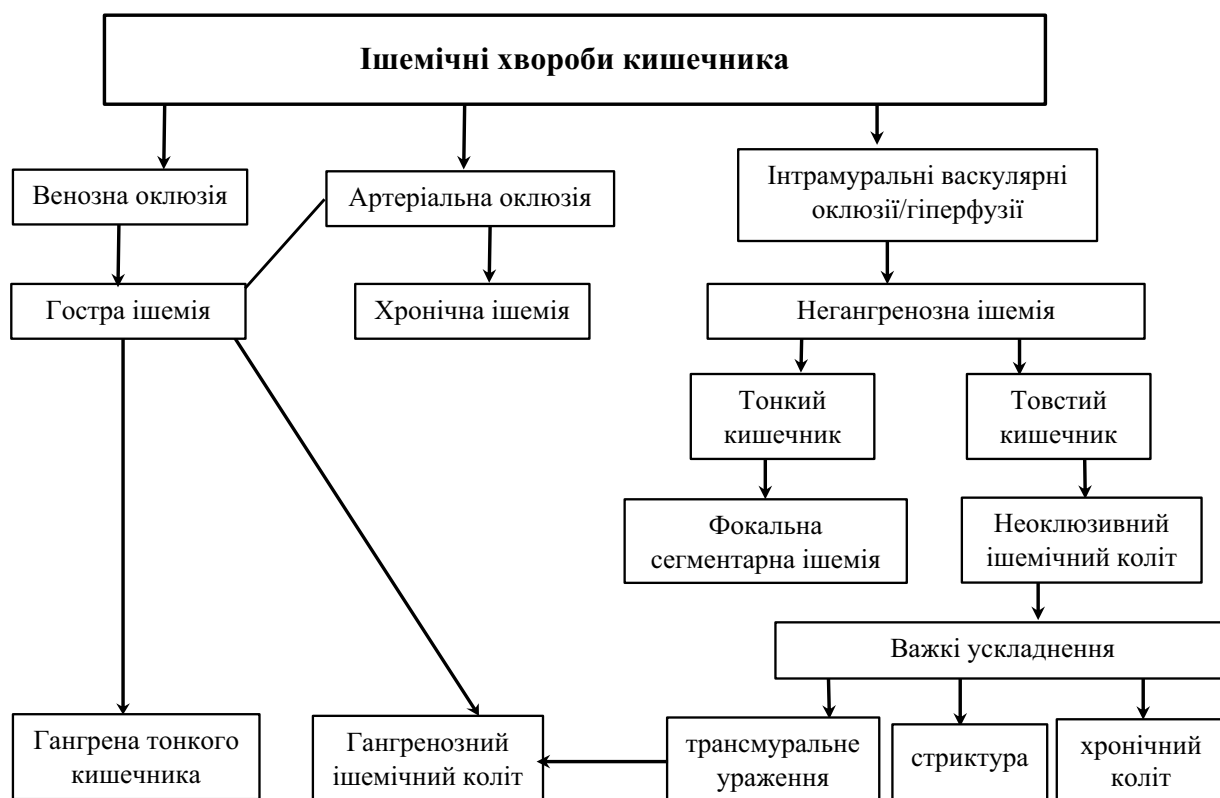 Ішемічні хвороби кишечника
Венозна оклюзія
Артеріальна оклюзія
Інтрамуральні васкулярні
оклюзії/гіперфузії
Гостра ішемія
Хронічна ішемія
Негангренозна ішемія
Тонкий
кишечник
Товстий
кишечник
Фокальна
сегментарна ішемія
Неоклюзивний
ішемічний коліт
Важкі ускладнення
Гангрена тонкого
кишечника
Гангренозний
ішемічний коліт
трансмуральне
ураження
стриктура
хронічний
коліт